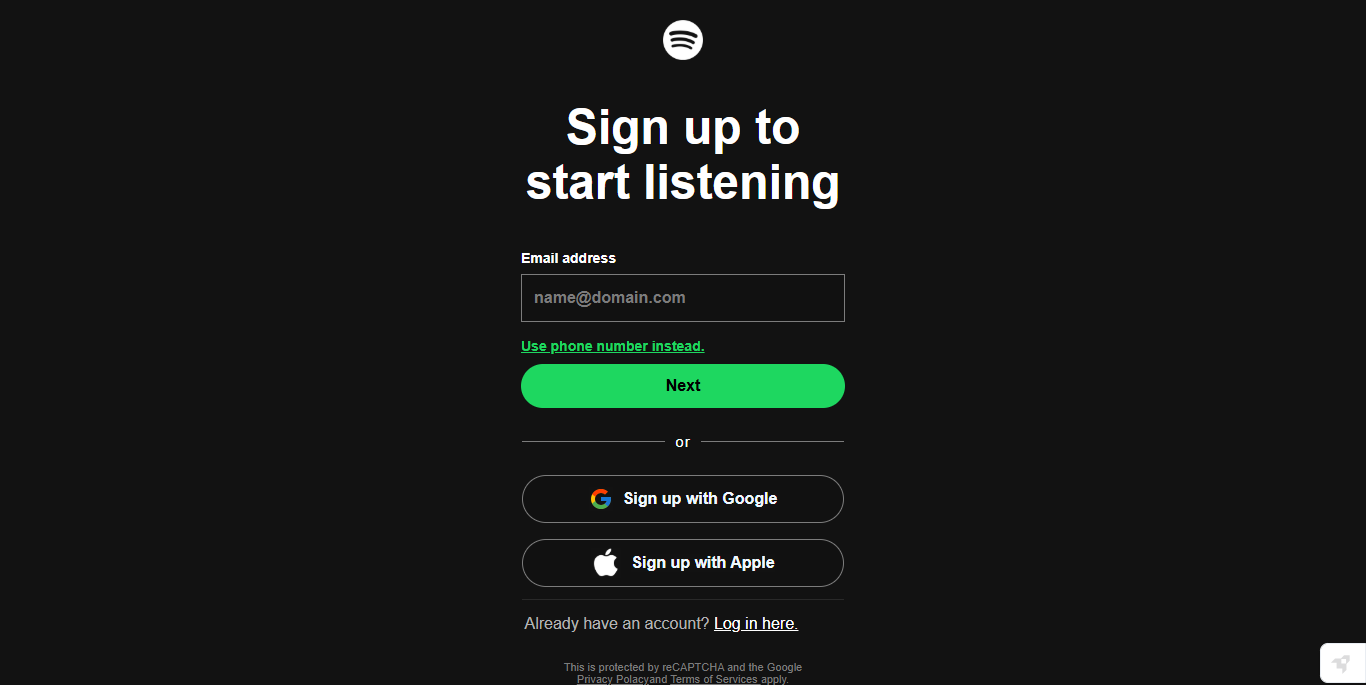 Sign up to
start listening
Email address
name@domain.com
Use phone number instead.
Next
or
Sign up with Google
Sign up with Apple
Already have an account? Log in here.
This is protected by reCAPTCHA and the Google
Privacy Polacyand Terms of Services apply.